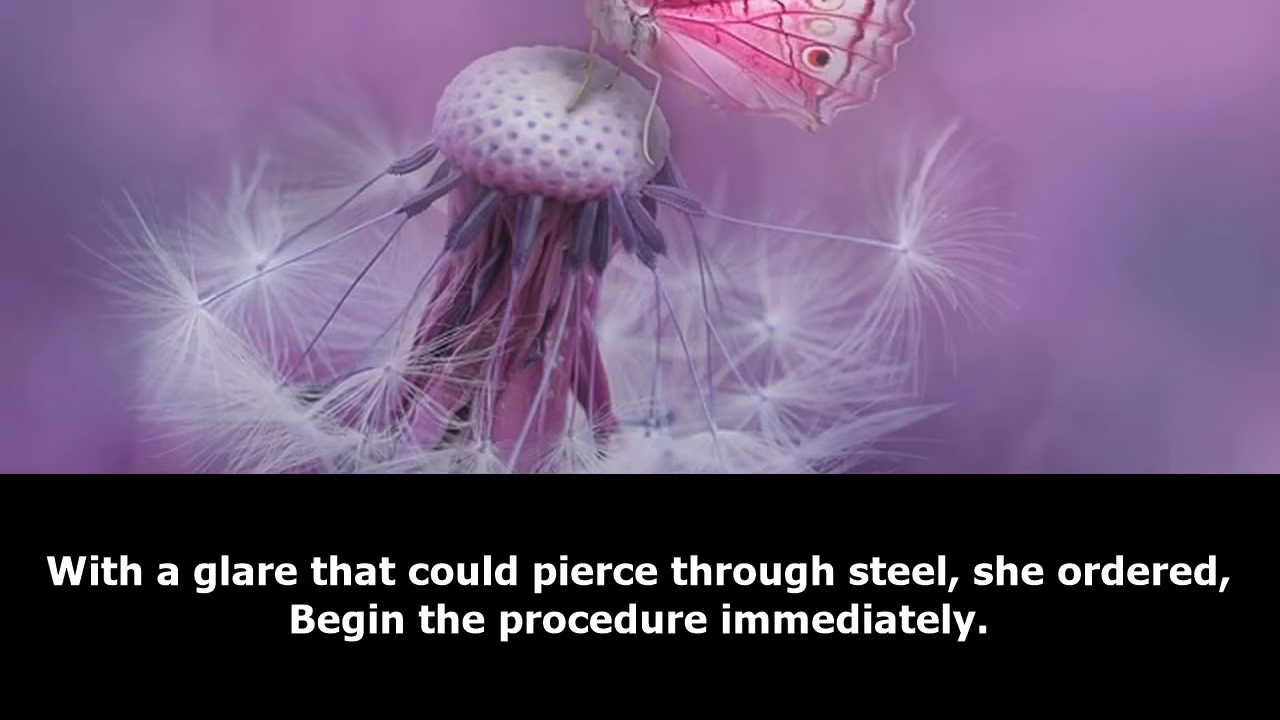 With a glare that could pierce through steel, she ordered,
Begin the procedure immediately.